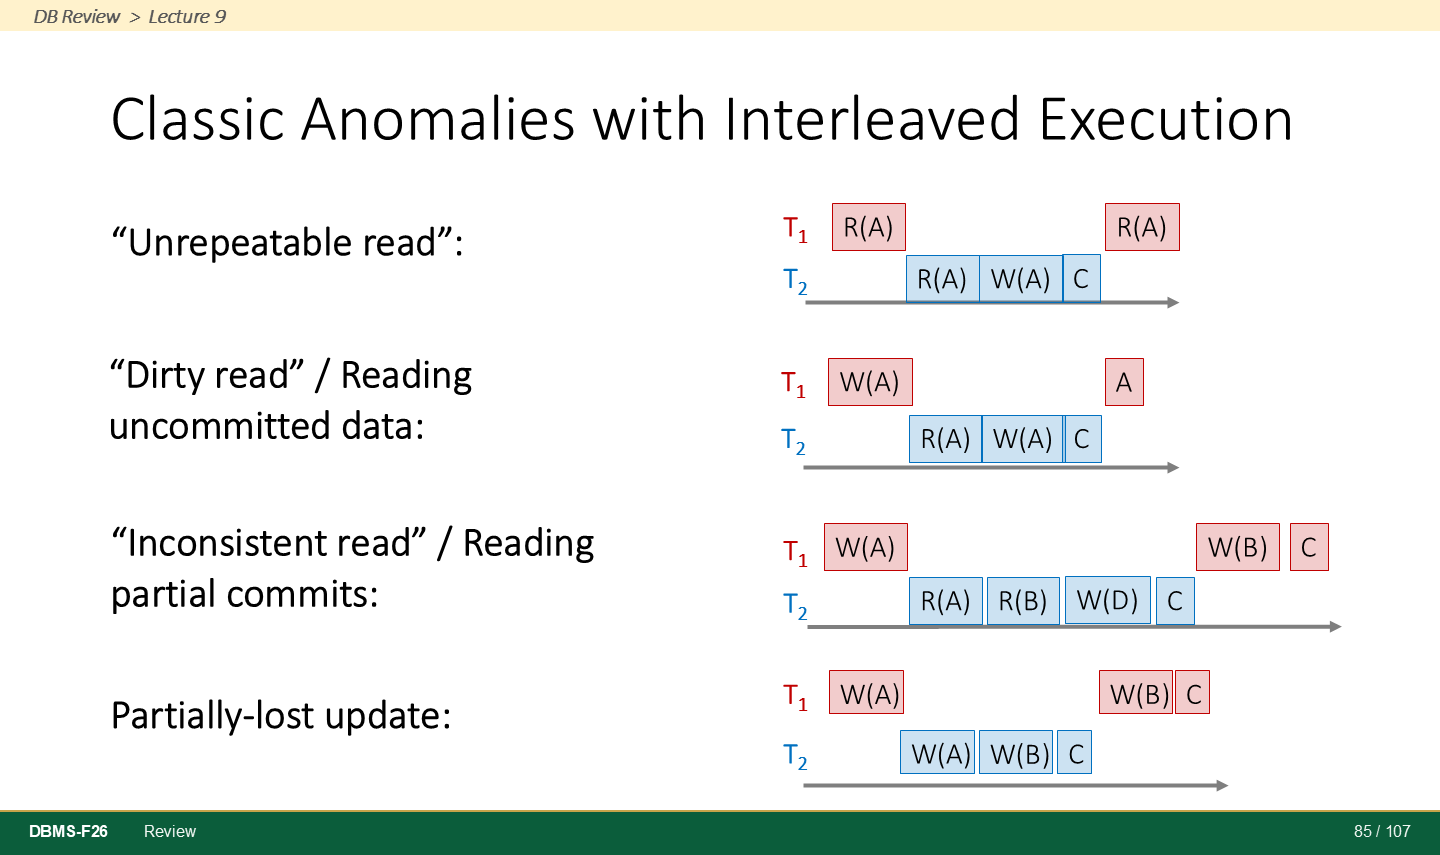 DB Review > Lecture 9
Classic Anomalies with Interleaved Execution
“Unrepeatable read”:
T1 R(A) R(A)
T2 R(A) W(A) C
“Dirty read” / Reading
uncommitted data:
T1 W(A) A
T2 R(A) W(A) C
“Inconsistent read” / Reading
partial commits:
T1 W(A) W(B) C
T2 R(A) R(B) W(D) C
Partially-lost update:
T1 W(A) W(B) C
T2 W(A) W(B) C
DBMS-F26 Review 85 / 107